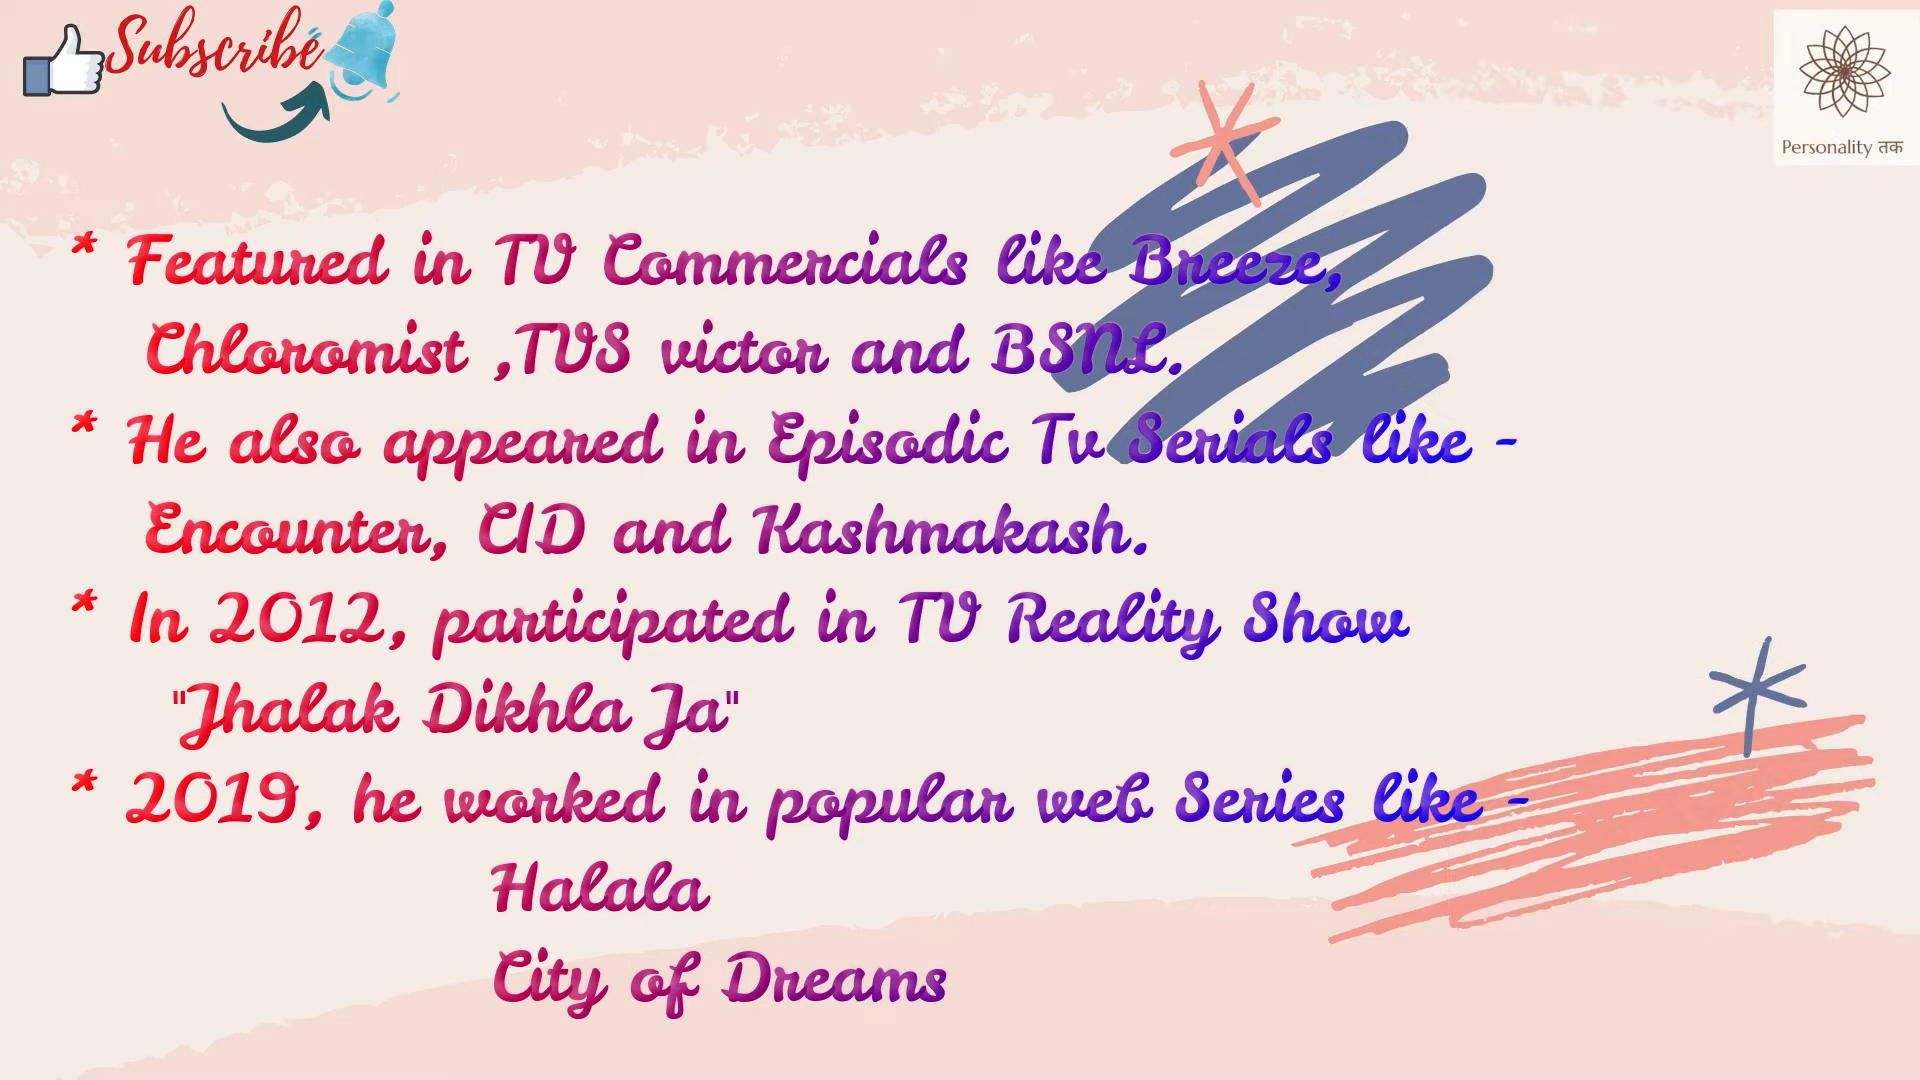 Subscribe
Personality तक
* Featured in TV Commercials like Breeze,
Chloromist ,TVS victor and BSNL.
* He also appeared in Episodic Tv Serials like -
Encounter, CID and Kashmakash.
* In 2012, participated in TV Reality Show
"Jhalak Dikhla Ja"
* 2019, he worked in popular web Series like -
Halala
City of Dreams